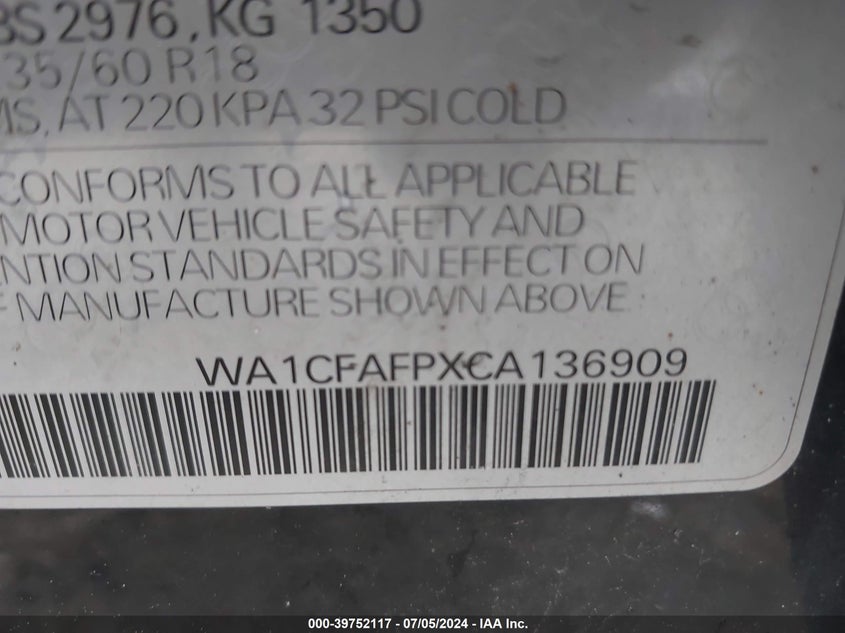 BS 2976, KG 1350
35/60 R18
MS, AT 220 KPA 32 PSI COLD
CONFORMS TO ALL APPLICABLE
MOTOR VEHICLE SAFETY AND
NTION STANDARDS IN EFFECT ON
F MANUFACTURE SHOWN ABOVE
WA1CFAFPXCA136909
000-39752117 - 07/05/2024 - IAA, Inc.